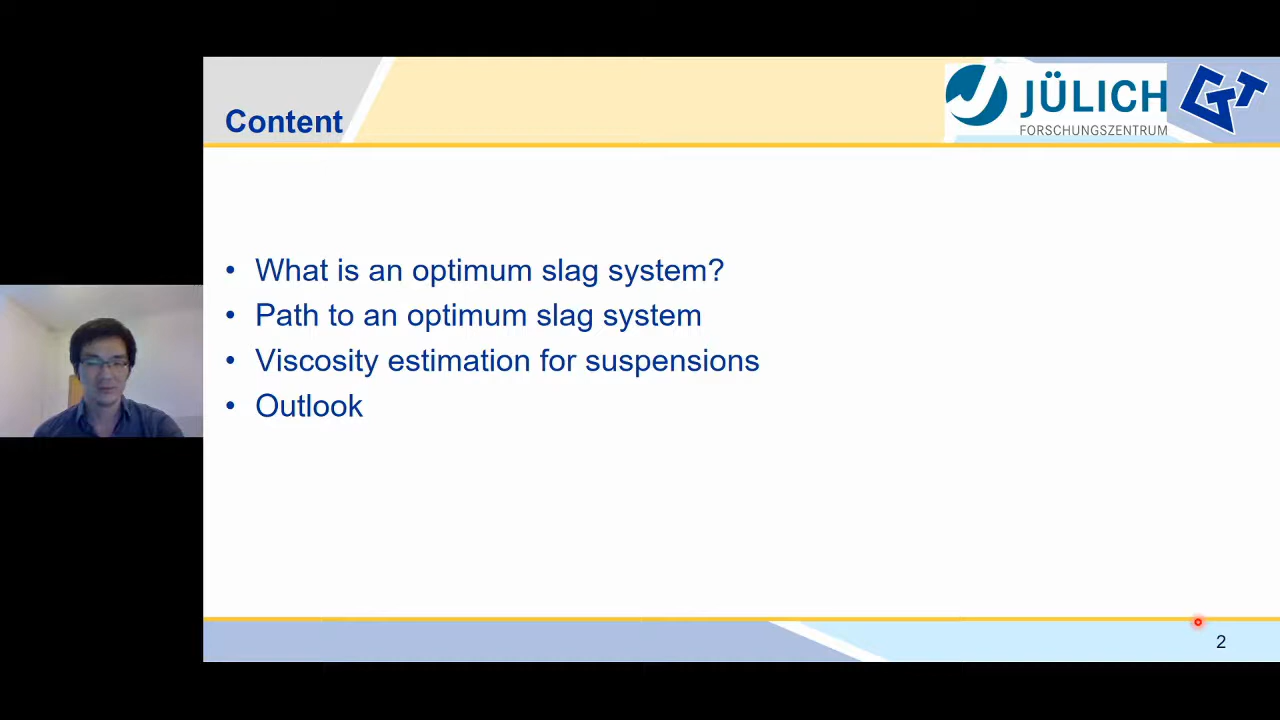 Content
JÜLICH
FORSCHUNGSZENTRUM
GTT
• What is an optimum slag system?
• Path to an optimum slag system
• Viscosity estimation for suspensions
• Outlook
2